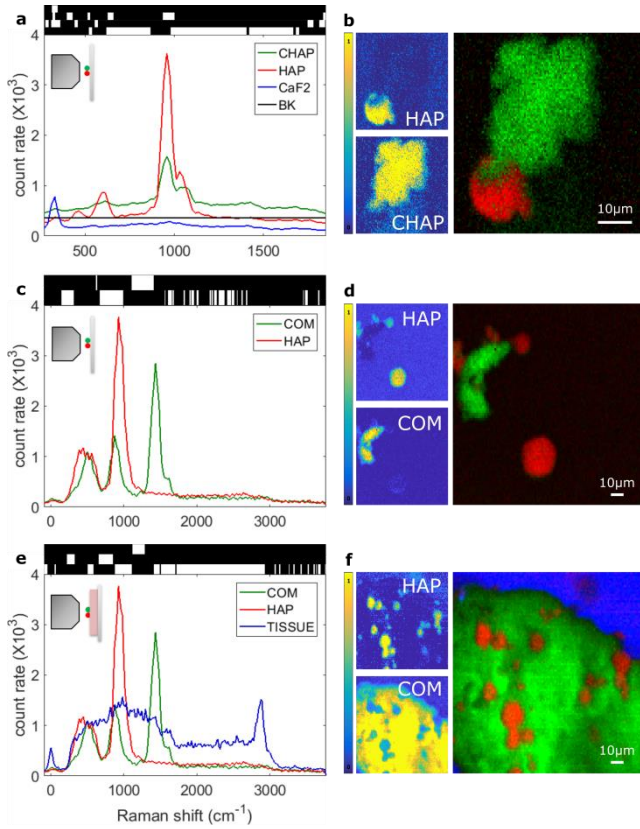 a
count rate (X10³)
4
3
2
1
0
500
1000
1500
CHAP
HAP
CaF2
BK
b
1
0
HAP
CHAP
10µm
c
count rate (X10³)
4
3
2
1
0
0
1000
2000
3000
COM
HAP
d
1
0
HAP
COM
10µm
e
count rate (X10³)
4
3
2
1
0
0
1000
2000
3000
Raman shift (cm⁻¹)
COM
HAP
TISSUE
f
1
0
HAP
COM
10µm